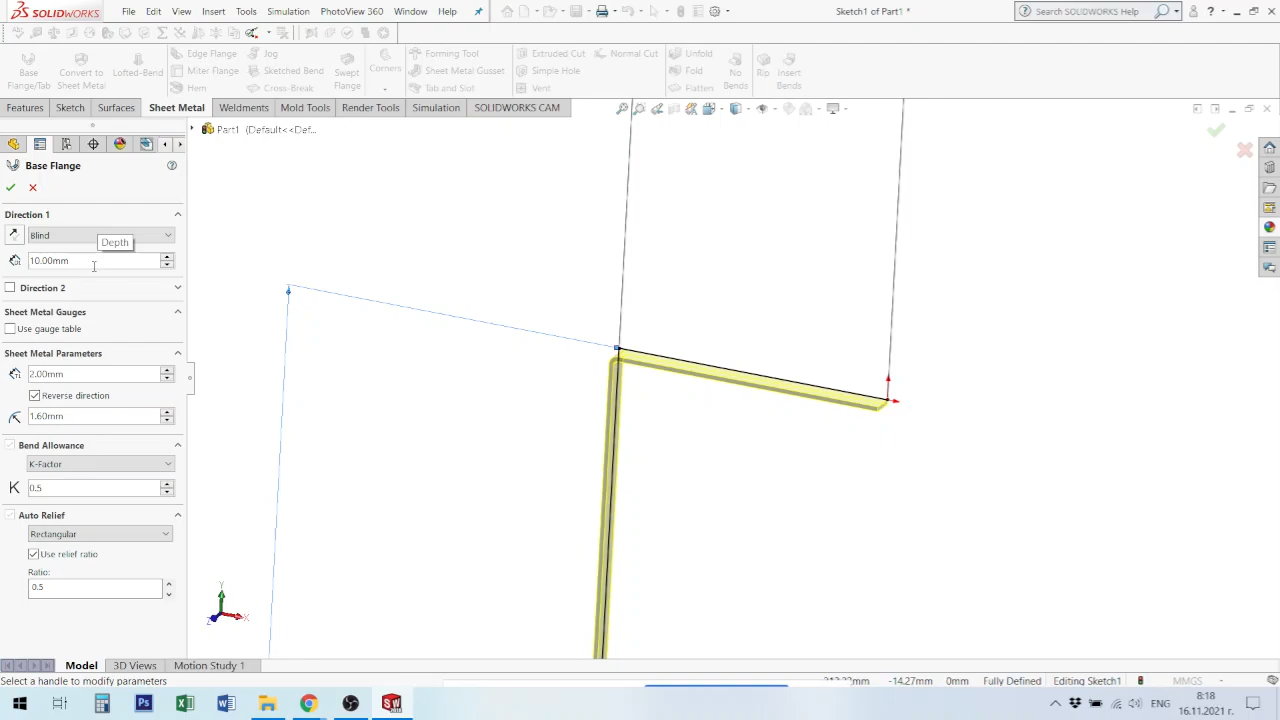 SOLIDWORKS File Edit View Insert Tools Simulation PhotoView 360 Window Help Sketch1 of Part1 * Search SOLIDWORKS Help
Base Flange/Tab
Convert to Sheet Metal
Lofted-Bend
Edge Flange
Miter Flange
Hem
Jog
Sketched Bend
Cross-Break
Swept Flange
Corners
Forming Tool
Sheet Metal Gusset
Tab and Slot
Extruded Cut
Simple Hole
Vent
Normal Cut
Unfold
Fold
Flatten
No Bends
Rip
Insert Bends
Features Sketch Surfaces Sheet Metal Weldments Mold Tools Render Tools Simulation SOLIDWORKS CAM
Part1 (Default<<Def...
Base Flange
Direction 1
Blind
Depth
10.00mm
Direction 2
Sheet Metal Gauges
Use gauge table
Sheet Metal Parameters
2.00mm
Reverse direction
1.60mm
Bend Allowance
K-Factor
K 0.5
Auto Relief
Rectangular
Use relief ratio
Ratio:
0.5
Y
X
Z
Model 3D Views Motion Study 1
Select a handle to modify parameters
-14.27mm 0mm Fully Defined Editing Sketch1 MMGS
ENG
8:18
16.11.2021 г.